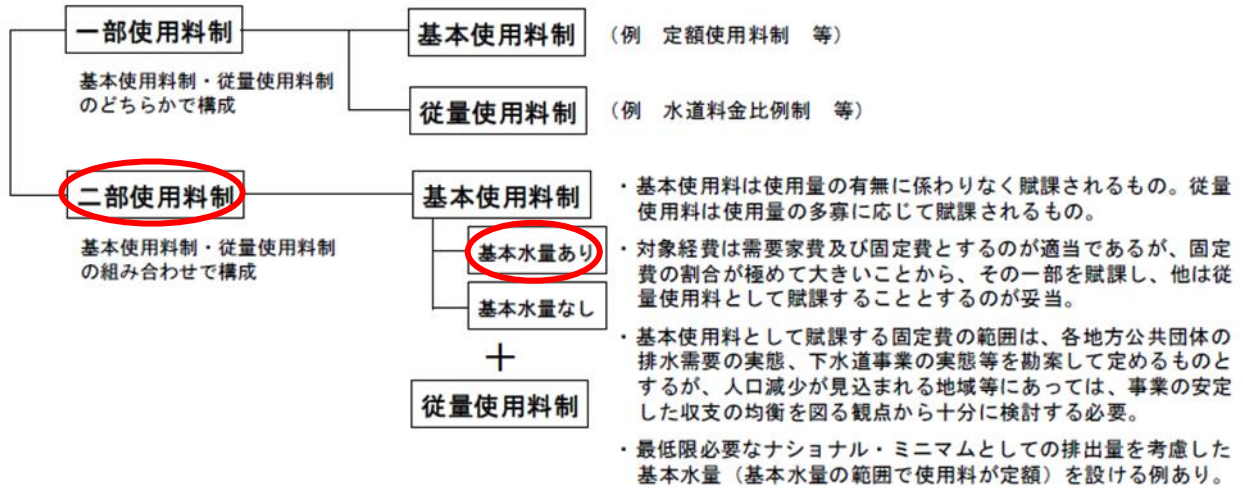 一部使用料制
基本使用料制・従量使用料制
のどちらかで構成
基本使用料制
（例　定額使用料制　等）
従量使用料制
（例　水道料金比例制　等）
二部使用料制
基本使用料制・従量使用料制
の組み合わせで構成
基本使用料制
基本水量あり
基本水量なし
＋
従量使用料制
・基本使用料は使用量の有無に係わりなく賦課されるもの。従量
使用料は使用量の多寡に応じて賦課されるもの。
・対象経費は需要家費及び固定費とするのが適当であるが、固定
費の割合が極めて大きいことから、その一部を賦課し、他は従
量使用料として賦課することとするのが妥当。
・基本使用料として賦課する固定費の範囲は、各地方公共団体の
排水需要の実態、下水道事業の実態等を勘案して定めるものと
するが、人口減少が見込まれる地域等にあっては、事業の安定
した収支の均衡を図る観点から十分に検討する必要。
・最低限必要なナショナル・ミニマムとしての排出量を考慮した
基本水量（基本水量の範囲で使用料が定額）を設ける例あり。